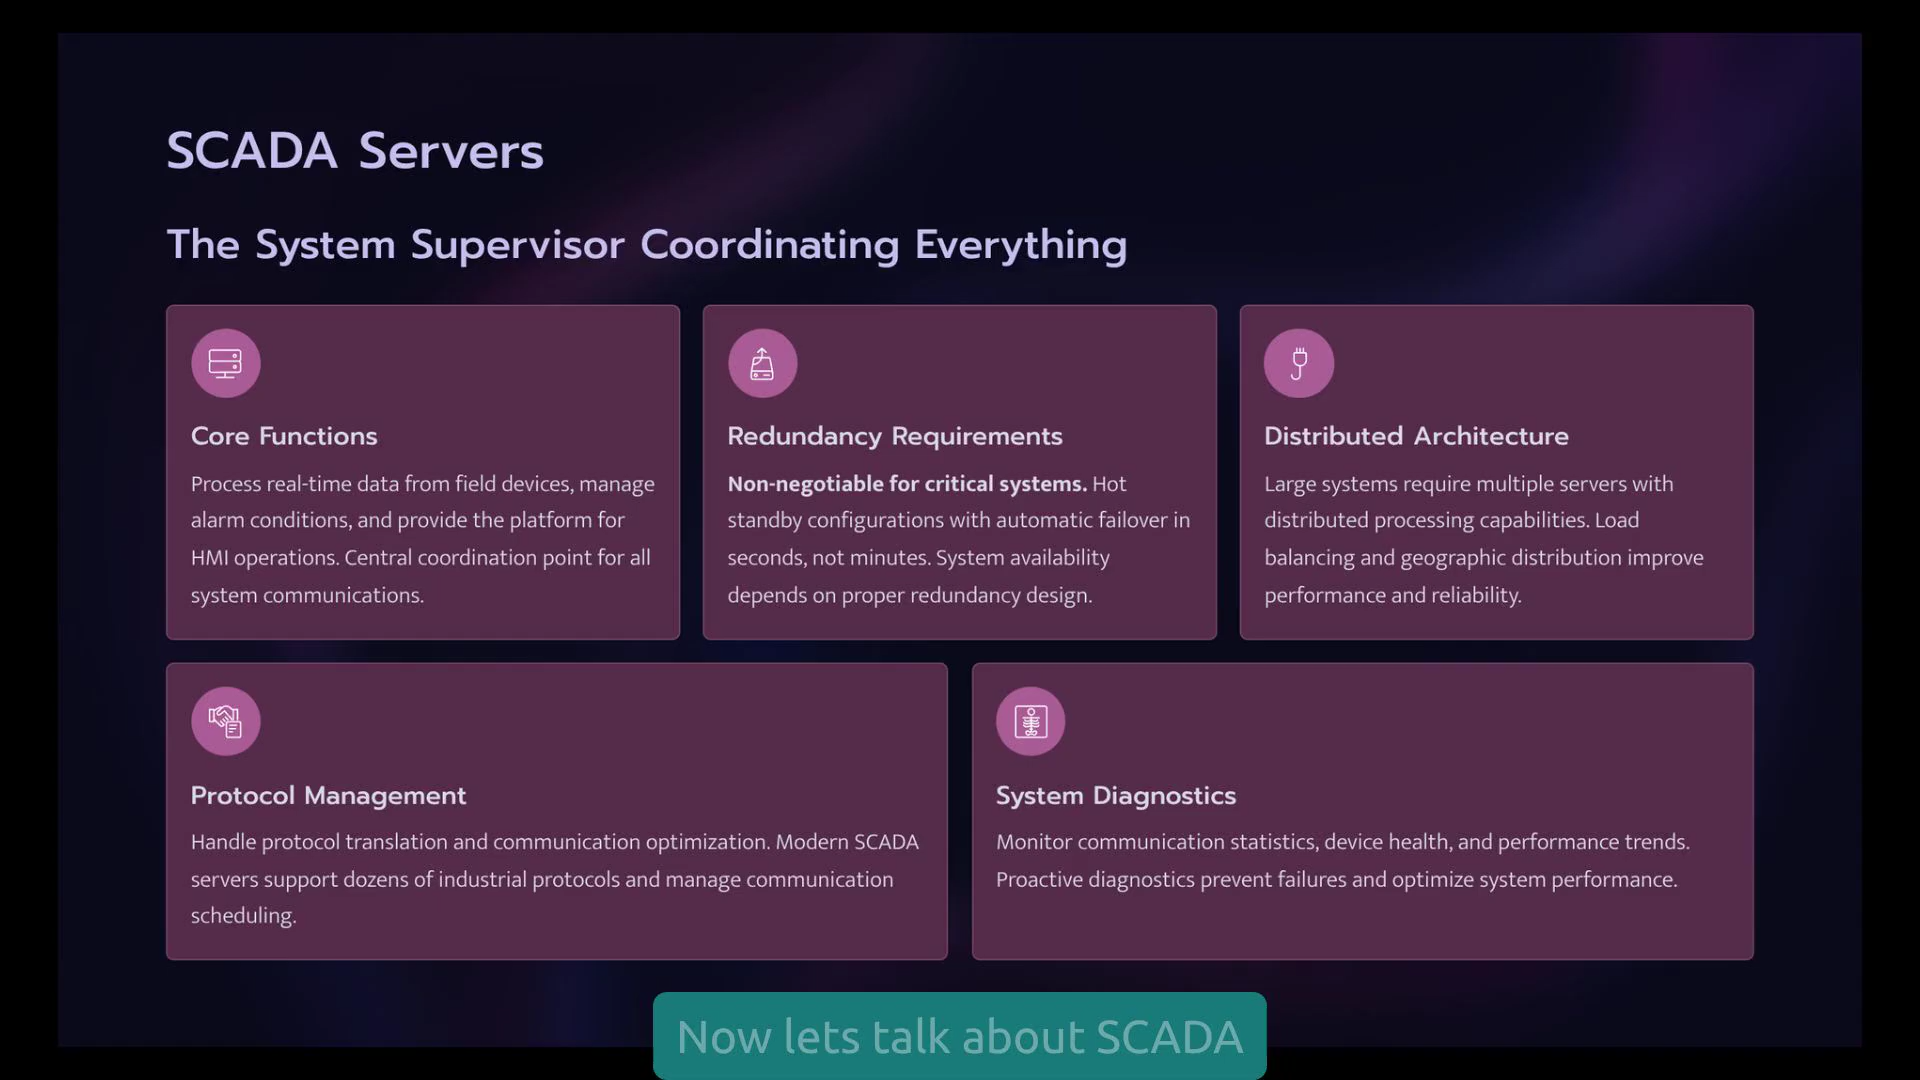 SCADA Servers
The System Supervisor Coordinating Everything
Core Functions
Process real-time data from field devices, manage
alarm conditions, and provide the platform for
HMI operations. Central coordination point for all
system communications.
Redundancy Requirements
Non-negotiable for critical systems. Hot
standby configurations with automatic failover in
seconds, not minutes. System availability
depends on proper redundancy design.
Distributed Architecture
Large systems require multiple servers with
distributed processing capabilities. Load
balancing and geographic distribution improve
performance and reliability.
Protocol Management
Handle protocol translation and communication optimization. Modern SCADA
servers support dozens of industrial protocols and manage communication
scheduling.
System Diagnostics
Monitor communication statistics, device health, and performance trends.
Proactive diagnostics prevent failures and optimize system performance.
Now lets talk about SCADA